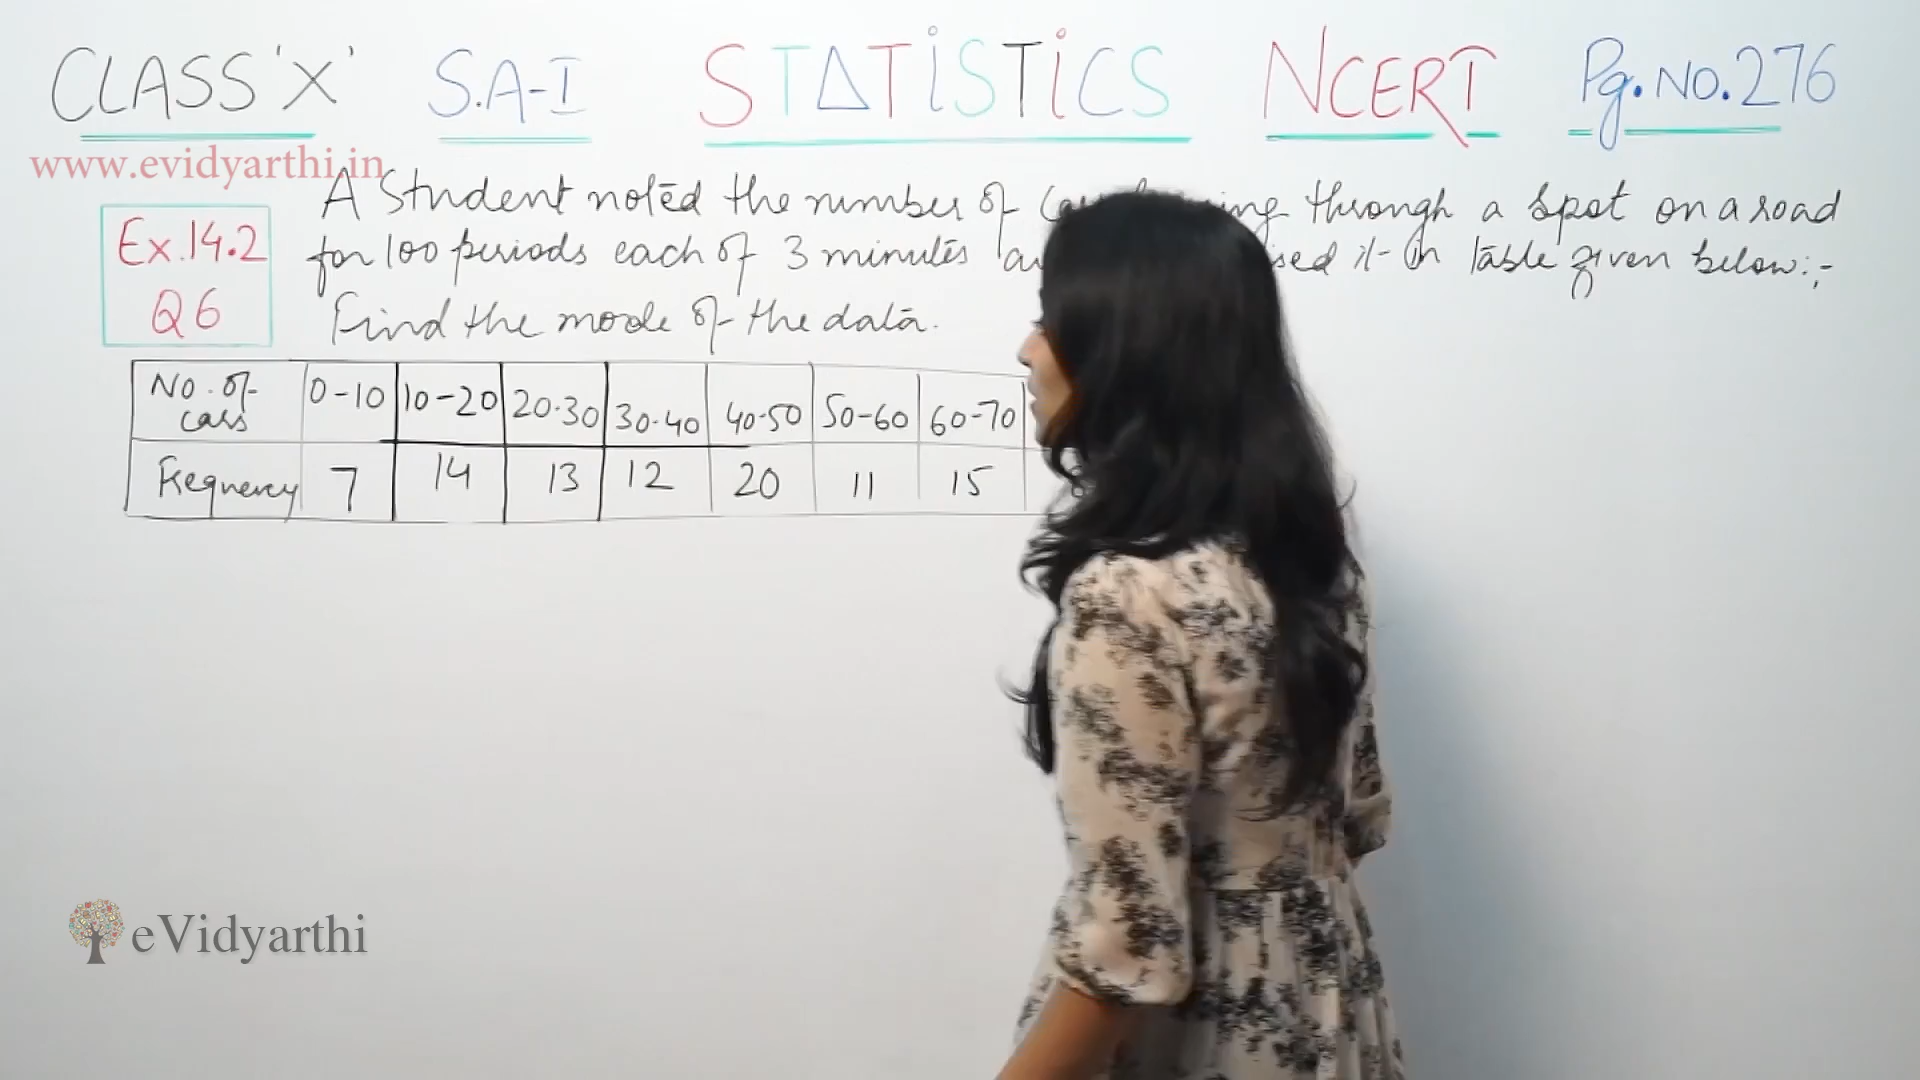 CLASS 'X' S.A-I STATISTICS NCERT Pg.NO.276
www.evidyarthi.in
A Student noted the number of through a spot on a road
Ex.14.2
for 100 periods each of 3 minutes it in table given below:-
Q6
Find the mode of the data.
No. of cars 0-10 10-20 20-30 30-40 40-50 50-60 60-70
Frequency 7 14 13 12 20 11 15
eVidyarthi